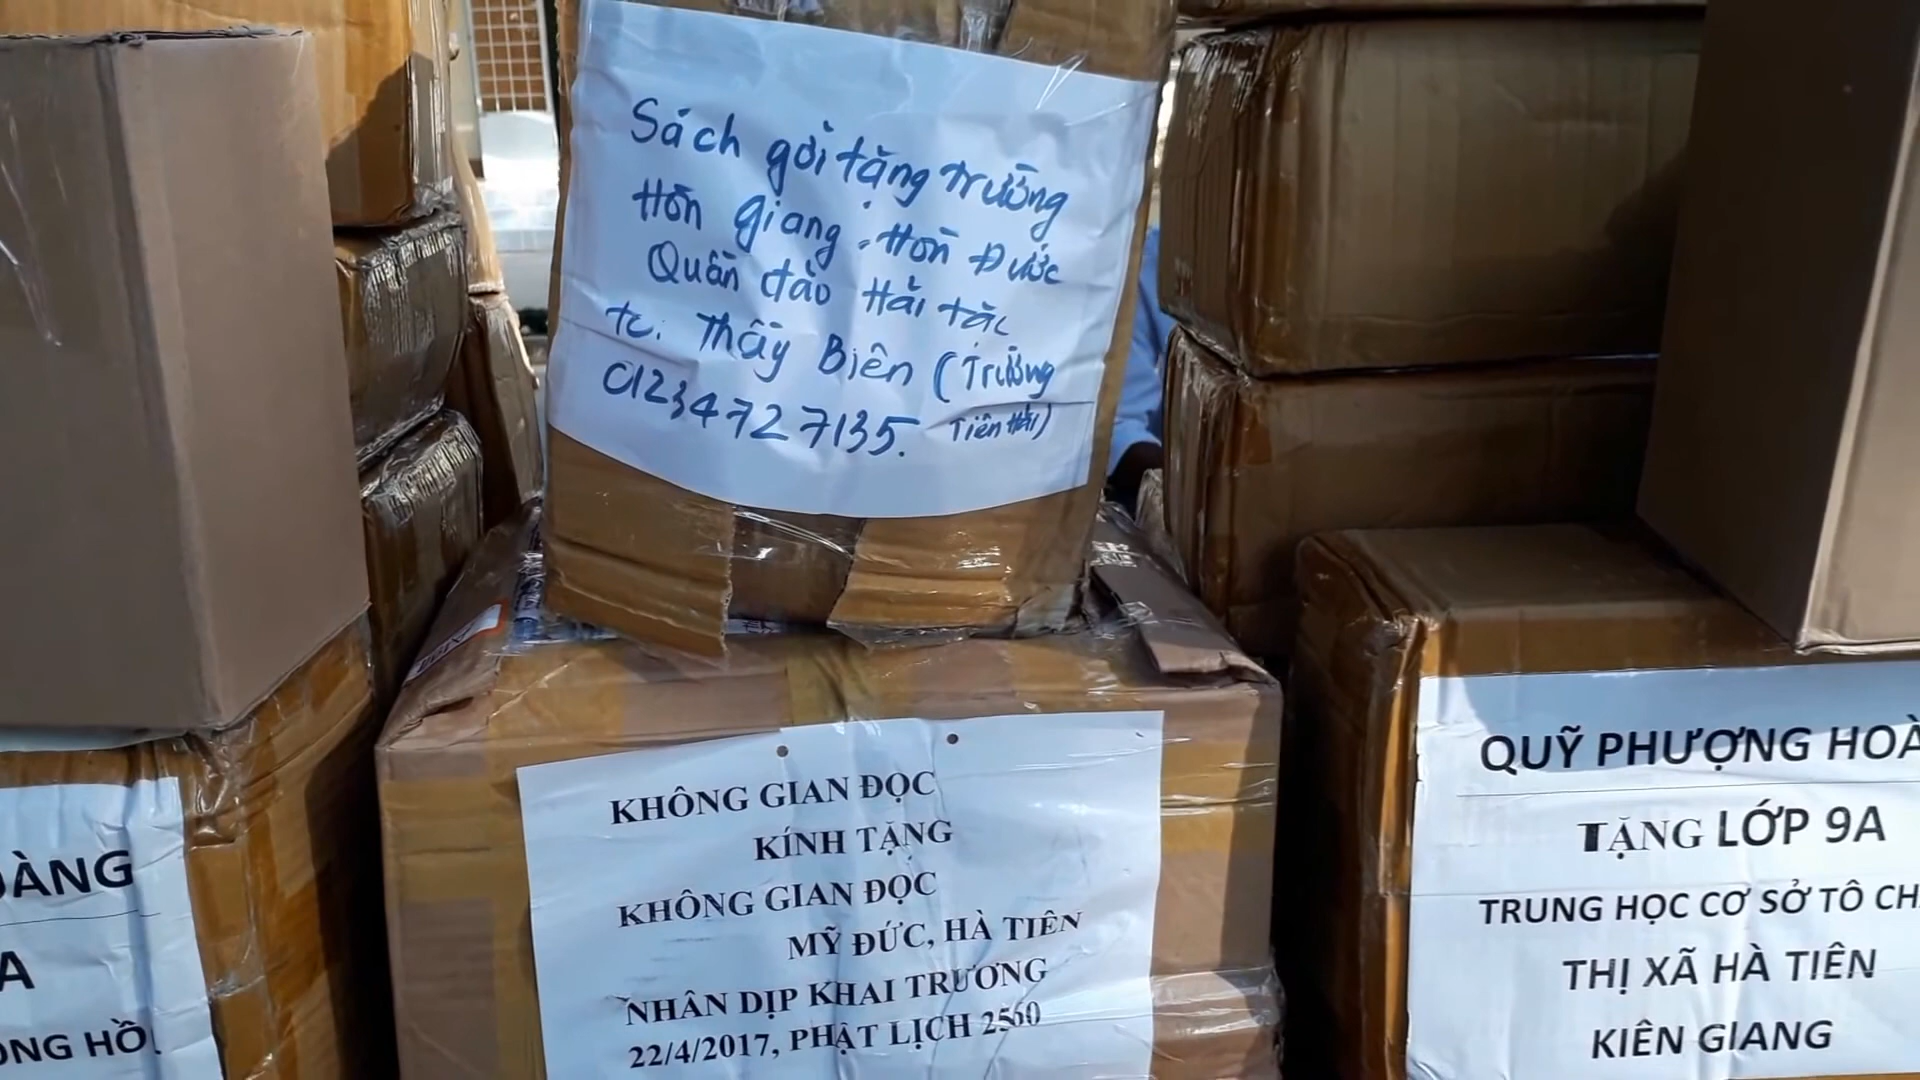 Sách gởi tặng trường
Hòn Giang, Hòn Đước
Quần đảo Hải tặc
tc: Thầy Biên (Trường
Tiên Hải)
01234727135.
KHÔNG GIAN ĐỌC
KÍNH TẶNG
KHÔNG GIAN ĐỌC
MỸ ĐỨC, HÀ TIÊN
NHÂN DỊP KHAI TRƯƠNG
22/4/2017, PHẬT LỊCH 2560
QUỸ PHƯỢNG HOÀ
TẶNG LỚP 9A
TRUNG HỌC CƠ SỞ TÔ CH
THỊ XÃ HÀ TIÊN
KIÊN GIANG
ÀNG
A
NG HỒ